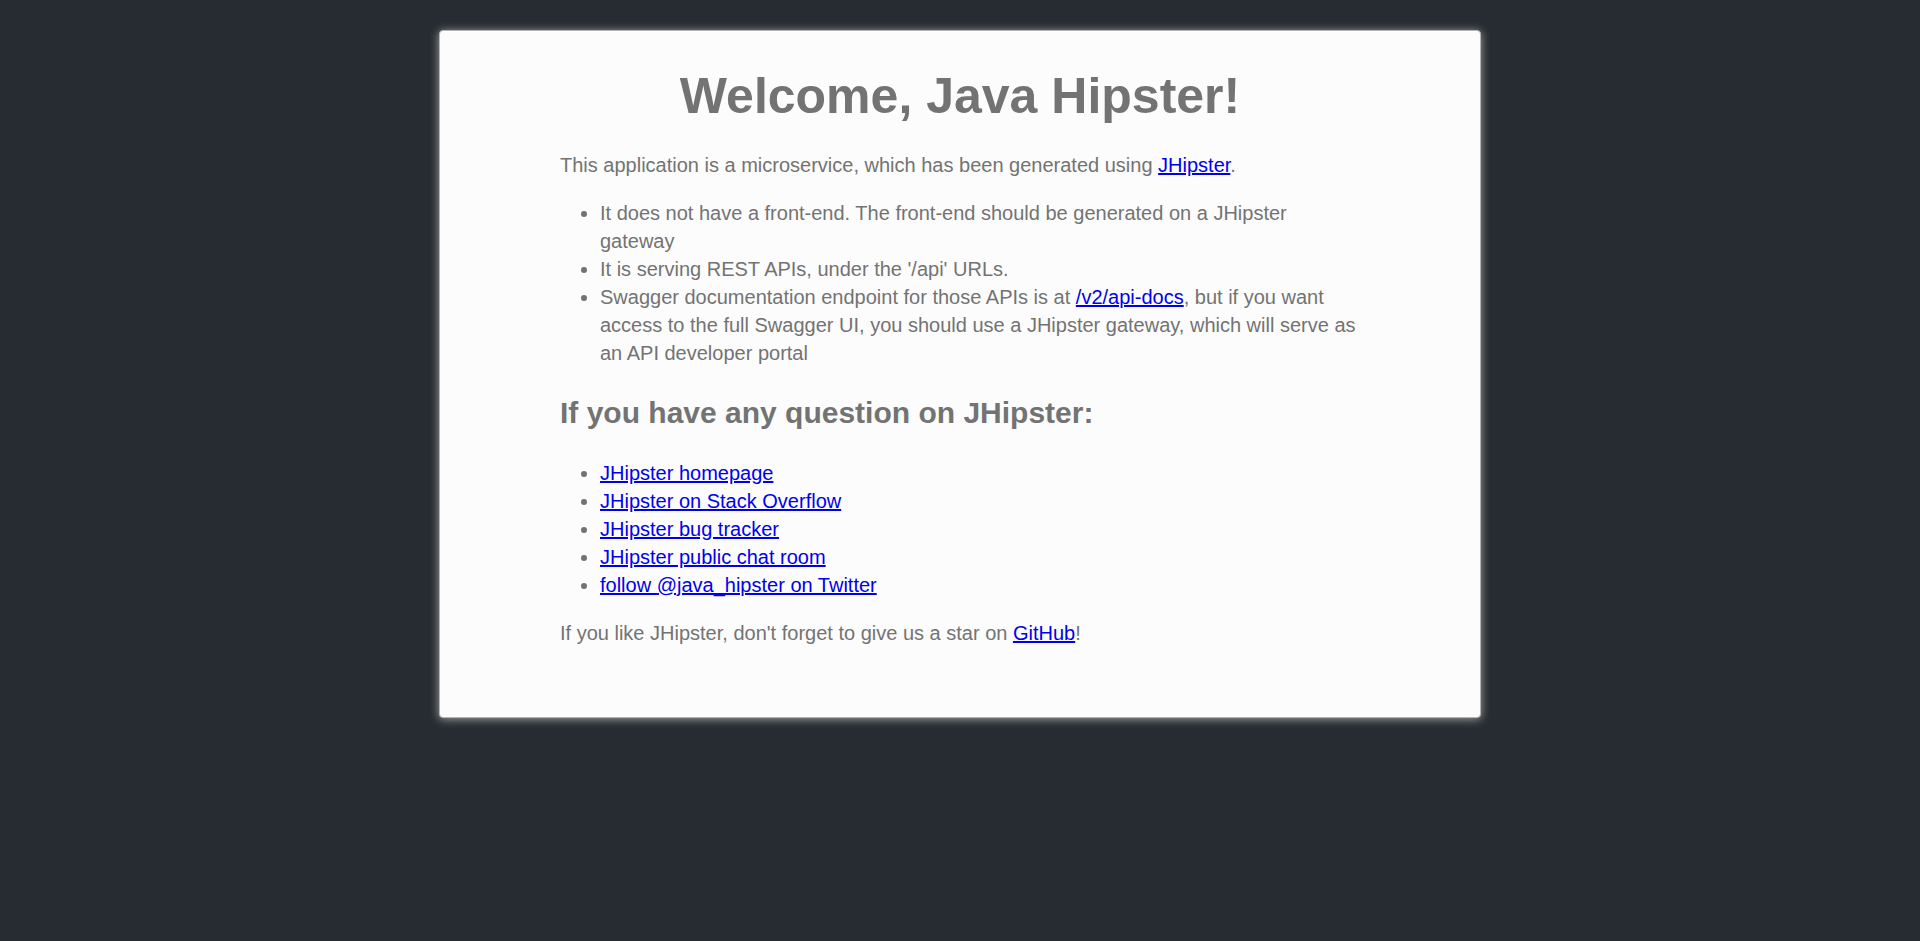 Welcome, Java Hipster!
This application is a microservice, which has been generated using JHipster.
It does not have a front-end. The front-end should be generated on a JHipster
gateway
It is serving REST APIs, under the '/api' URLs.
Swagger documentation endpoint for those APIs is at /v2/api-docs, but if you want
access to the full Swagger UI, you should use a JHipster gateway, which will serve as
an API developer portal
If you have any question on JHipster:
JHipster homepage
JHipster on Stack Overflow
JHipster bug tracker
JHipster public chat room
follow @java_hipster on Twitter
If you like JHipster, don't forget to give us a star on GitHub!